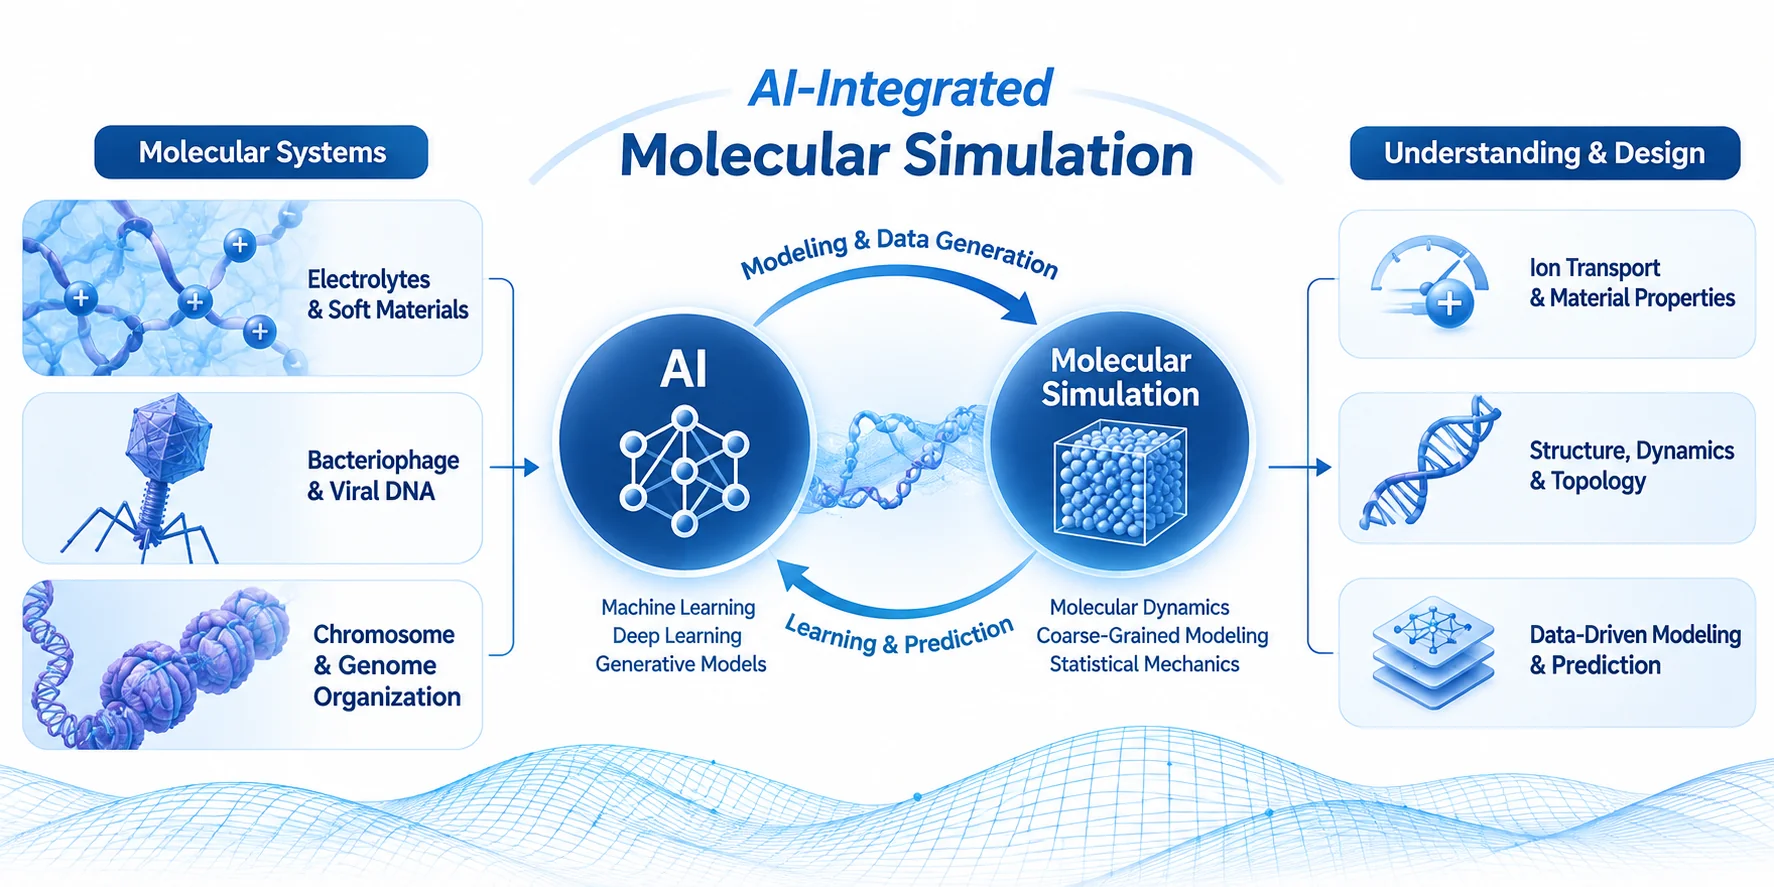 AI-Integrated
Molecular Simulation
Molecular Systems
Electrolytes
& Soft Materials
Bacteriophage
& Viral DNA
Chromosome
& Genome
Organization
Modeling & Data Generation
AI
Molecular
Simulation
Learning & Prediction
Machine Learning
Deep Learning
Generative Models
Molecular Dynamics
Coarse-Grained Modeling
Statistical Mechanics
Understanding & Design
Ion Transport
& Material Properties
Structure, Dynamics
& Topology
Data-Driven Modeling
& Prediction